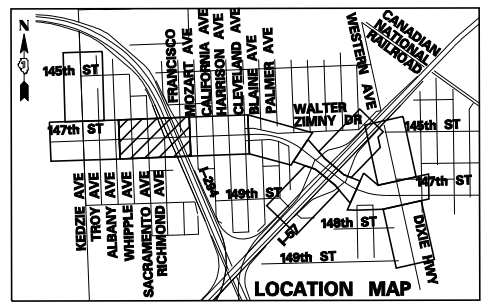 N
CANADIAN
NATIONAL
RAILROAD
FRANCISCO
MOZART AVE
CALIFORNIA AVE
HARRISON AVE
CLEVELAND AVE
BLAINE AVE
PALMER AVE
WESTERN AVE
145th ST
WALTER
ZIMNY DR
147th ST
145th ST
I-294
KEDZIE AVE
TROY AVE
ALBANY AVE
WHIPPLE AVE
SACRAMENTO AVE
RICHMOND AVE
149th ST
147th ST
I-57
148th ST
149th ST
DIXIE HWY
LOCATION MAP